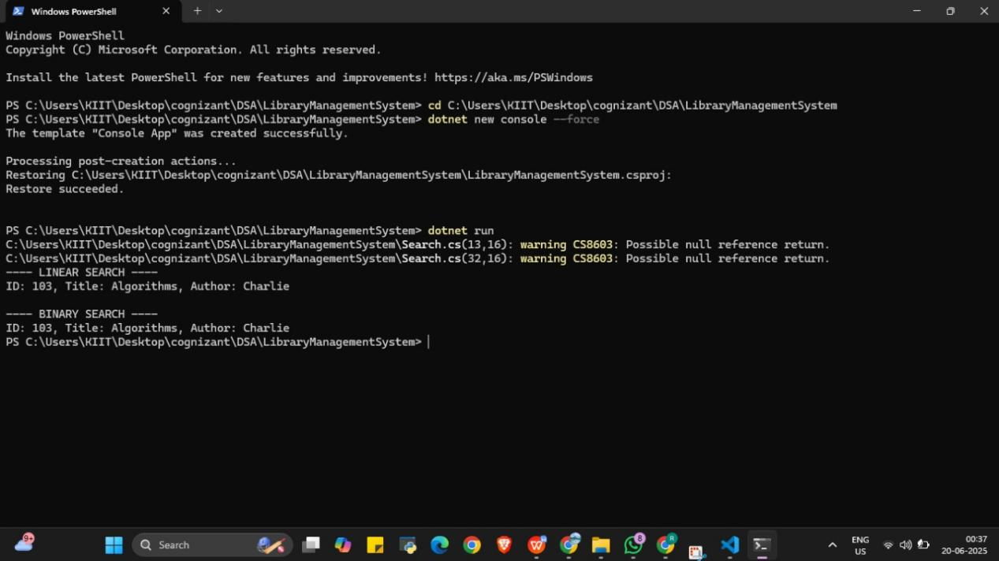 Windows PowerShell
Windows PowerShell
Copyright (C) Microsoft Corporation. All rights reserved.
Install the latest PowerShell for new features and improvements! https://aka.ms/PSWindows
PS C:\Users\KIIT\Desktop\cognizant\DSA\LibraryManagementSystem> cd C:\Users\KIIT\Desktop\cognizant\DSA\LibraryManagementSystem
PS C:\Users\KIIT\Desktop\cognizant\DSA\LibraryManagementSystem> dotnet new console --force
The template "Console App" was created successfully.
Processing post-creation actions...
Restoring C:\Users\KIIT\Desktop\cognizant\DSA\LibraryManagementSystem\LibraryManagementSystem.csproj:
Restore succeeded.
PS C:\Users\KIIT\Desktop\cognizant\DSA\LibraryManagementSystem> dotnet run
C:\Users\KIIT\Desktop\cognizant\DSA\LibraryManagementSystem\Search.cs(13,16): warning CS8603: Possible null reference return.
C:\Users\KIIT\Desktop\cognizant\DSA\LibraryManagementSystem\Search.cs(32,16): warning CS8603: Possible null reference return.
---- LINEAR SEARCH ----
ID: 103, Title: Algorithms, Author: Charlie
---- BINARY SEARCH ----
ID: 103, Title: Algorithms, Author: Charlie
PS C:\Users\KIIT\Desktop\cognizant\DSA\LibraryManagementSystem>
9+
Search
8
R
ENG
US
00:37
20-06-2025